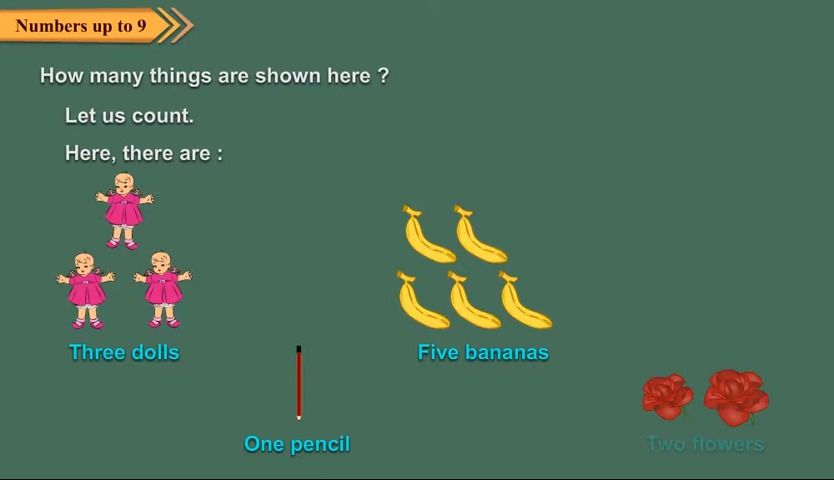 Numbers up to 9
How many things are shown here ?
Let us count.
Here, there are :
Three dolls
Five bananas
One pencil
Two flowers